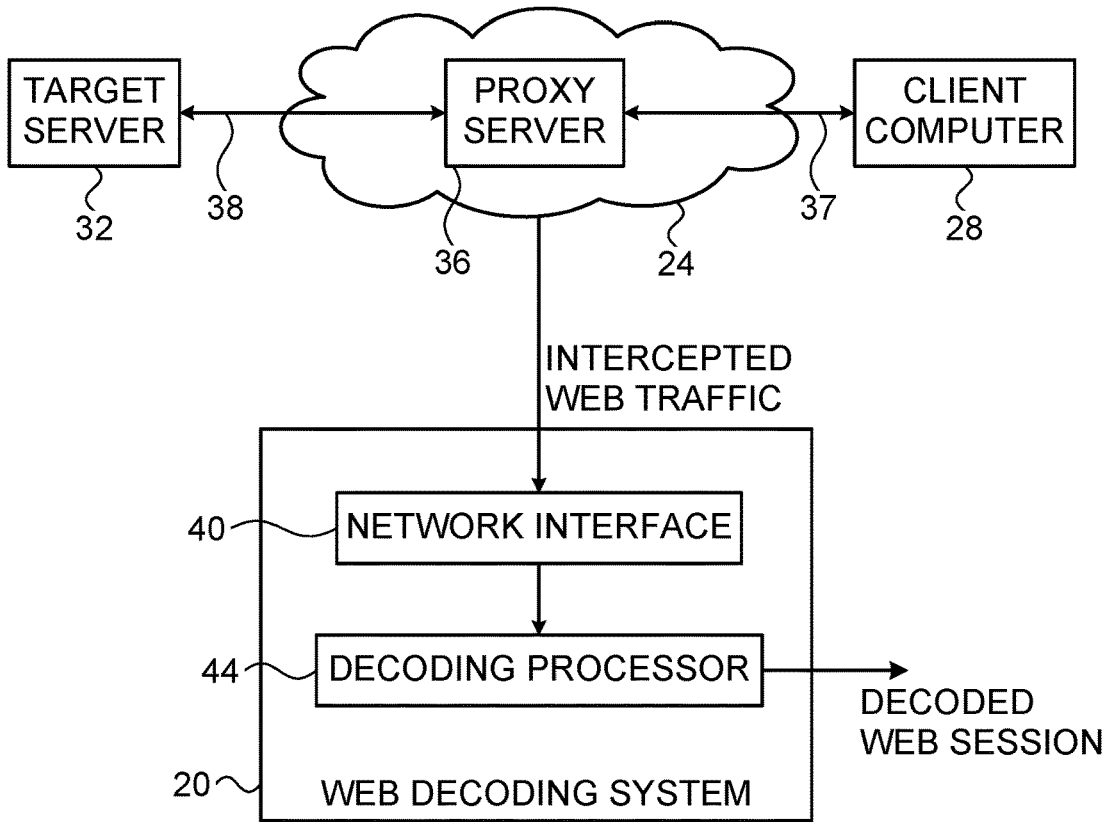 TARGET
SERVER
PROXY
SERVER
CLIENT
COMPUTER
32
38
36
24
37
28
INTERCEPTED
WEB TRAFFIC
40
NETWORK INTERFACE
44
DECODING PROCESSOR
DECODED
WEB SESSION
20
WEB DECODING SYSTEM